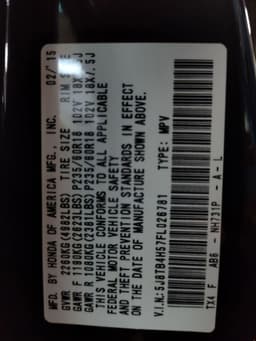 MFD. BY HONDA OF AMERICA MFG., INC. 02/'15
GVWR 2260KG(4982LBS) TIRE SIZE RIM SIZE
GAWR F 1190KG(2623LBS) P235/60R18 102V 18X7.5J
GAWR R 1080KG(2381LBS) P235/60R18 102V 18X7.5J
THIS VEHICLE CONFORMS TO ALL APPLICABLE
FEDERAL MOTOR VEHICLE SAFETY
AND THEFT PREVENTION STANDARDS IN EFFECT
ON THE DATE OF MANUFACTURE SHOWN ABOVE.
V.I.N:5J8TB4H57FL026781 TYPE: MPV
TX4 F AB6 - NH731P - A - L